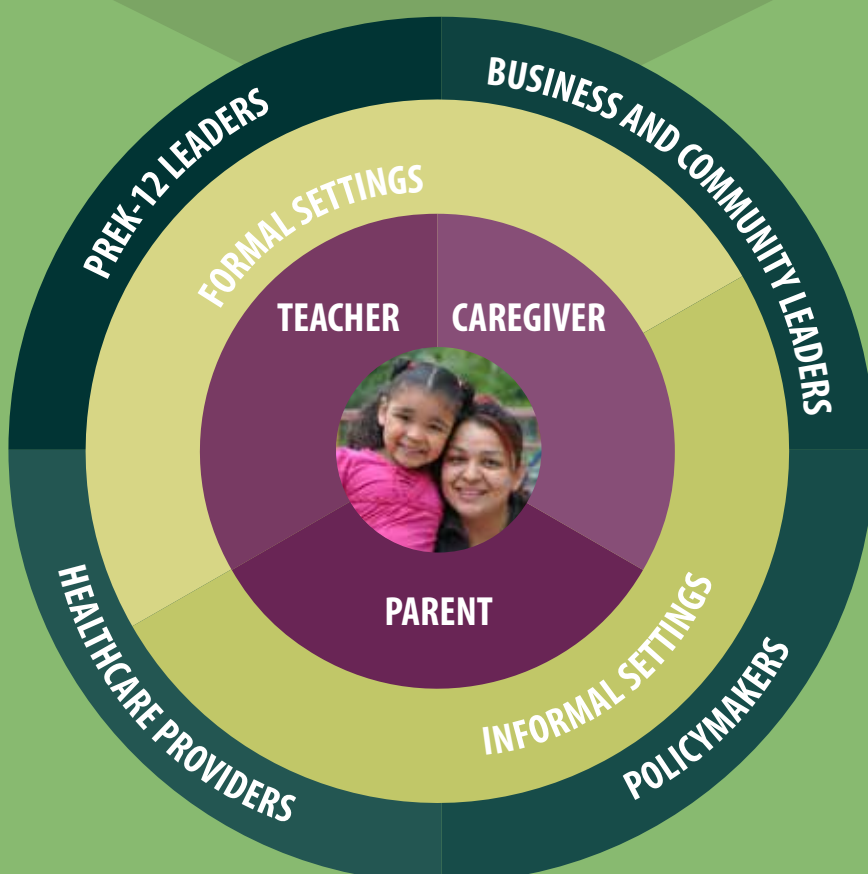 PREK-12 LEADERS
BUSINESS AND COMMUNITY LEADERS
FORMAL SETTINGS
TEACHER
CAREGIVER
PARENT
INFORMAL SETTINGS
HEALTHCARE PROVIDERS
POLICYMAKERS